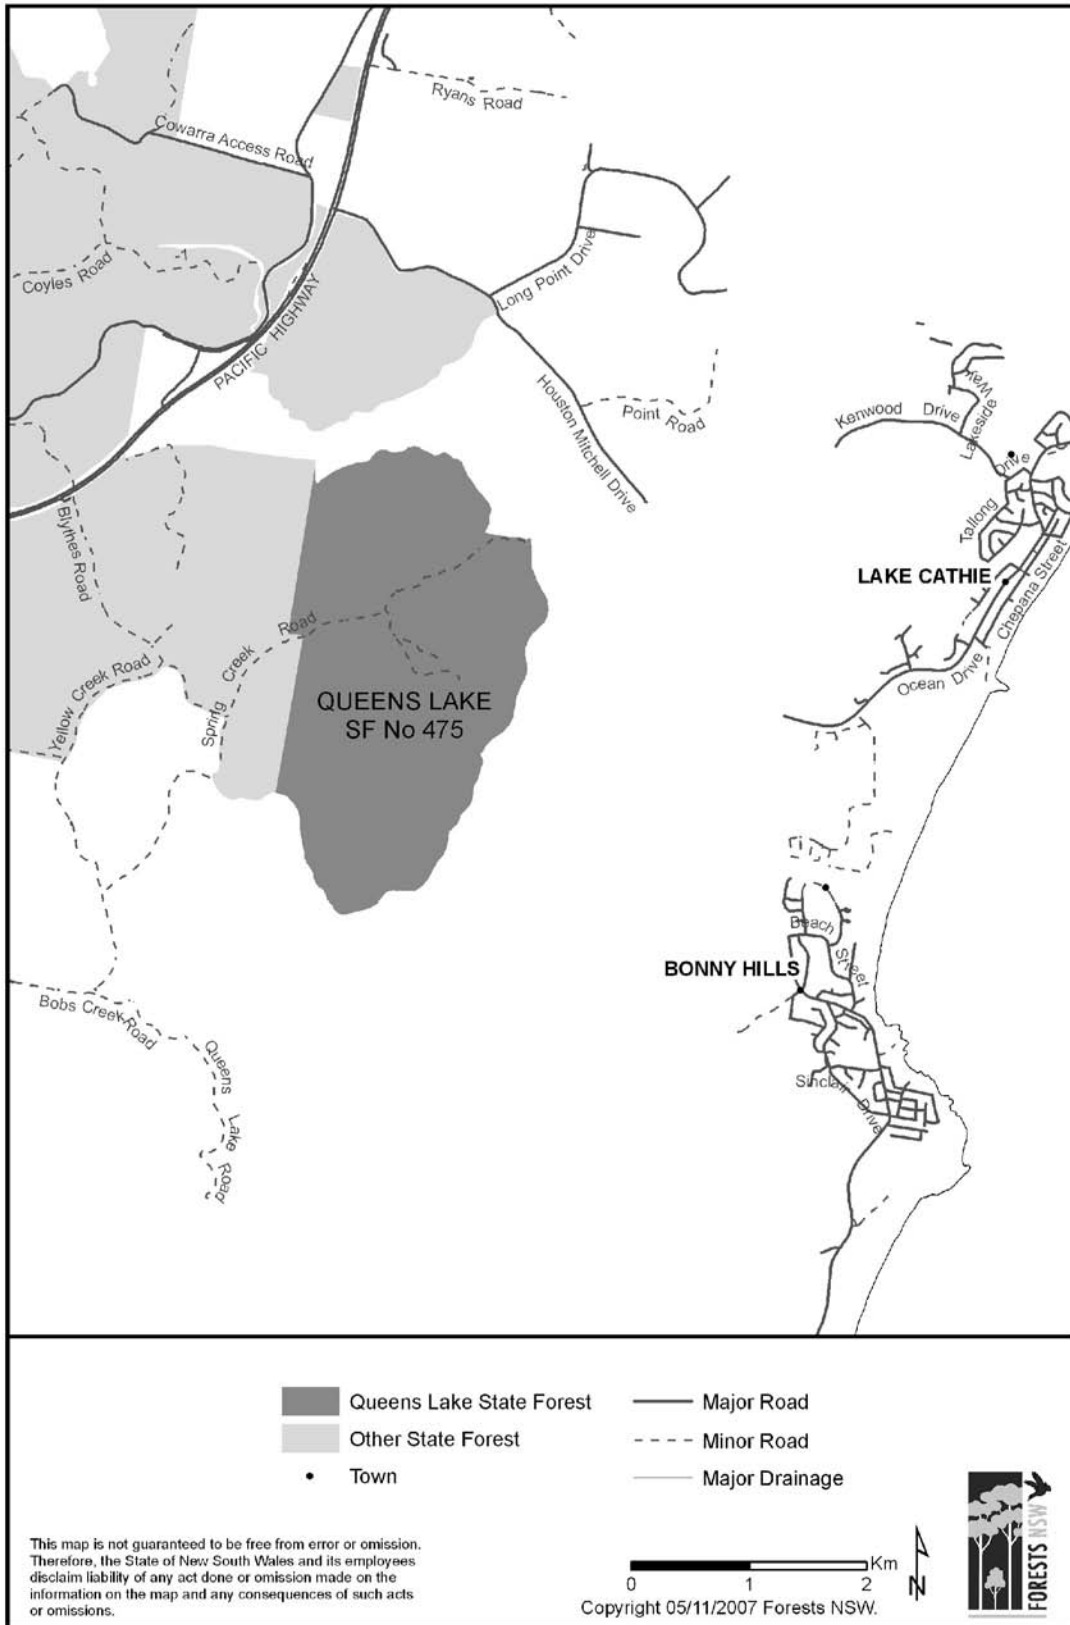 Ryans Road
Cowarra Access Road
Coyles Road
-1
PACIFIC HIGHWAY
Long Point Drive
Houston Mitchell Drive
Point Road
Kenwood Drive
Lakeside Way
Drive
Tallong
LAKE CATHIE
Chepana Street
Ocean Drive
Blythes Road
Yellow Creek Road
Spring Creek Road
QUEENS LAKE
SF No 475
Beach Street
BONNY HILLS
Sinclair Drive
Bobs Creek Road
Queens Lake Road
Queens Lake State Forest
Other State Forest
Town
Major Road
Minor Road
Major Drainage
This map is not guaranteed to be free from error or omission.
Therefore, the State of New South Wales and its employees
disclaim liability of any act done or omission made on the
information on the map and any consequences of such acts
or omissions.
0 1 2 Km
Copyright 05/11/2007 Forests NSW.
N
FORESTS NSW